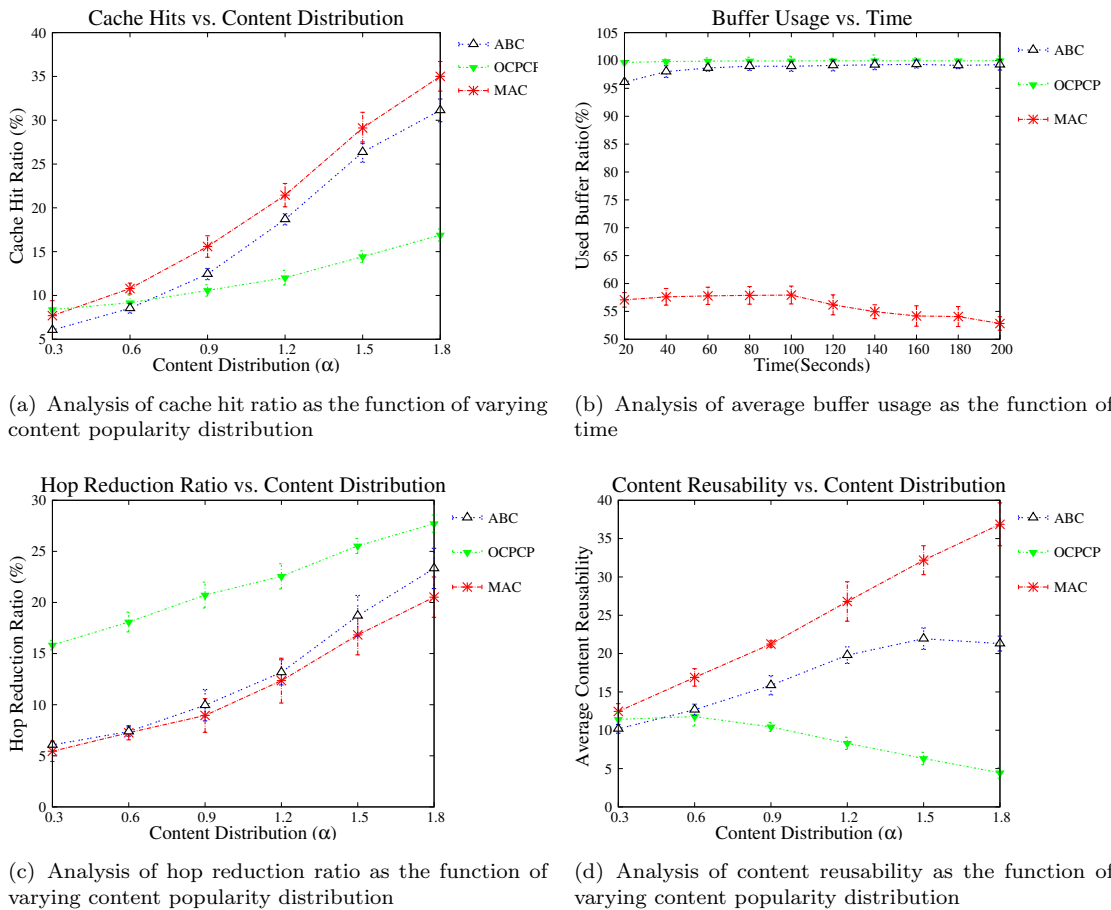 Cache Hits vs. Content Distribution
Cache Hit Ratio (%)
40
35
30
25
20
15
10
5
0.3 0.6 0.9 1.2 1.5 1.8
Content Distribution (α)
ABC
OCPCP
MAC
(a) Analysis of cache hit ratio as the function of varying
content popularity distribution
Buffer Usage vs. Time
Used Buffer Ratio(%)
105
100
95
90
85
80
75
70
65
60
55
50
20 40 60 80 100 120 140 160 180 200
Time(Seconds)
ABC
OCPCP
MAC
(b) Analysis of average buffer usage as the function of
time
Hop Reduction Ratio vs. Content Distribution
Hop Reduction Ratio (%)
30
25
20
15
10
5
0
0.3 0.6 0.9 1.2 1.5 1.8
Content Distribution (α)
ABC
OCPCP
MAC
(c) Analysis of hop reduction ratio as the function of
varying content popularity distribution
Content Reusability vs. Content Distribution
Average Content Reusability
40
35
30
25
20
15
10
5
0
0.3 0.6 0.9 1.2 1.5 1.8
Content Distribution (α)
ABC
OCPCP
MAC
(d) Analysis of content reusability as the function of
varying content popularity distribution